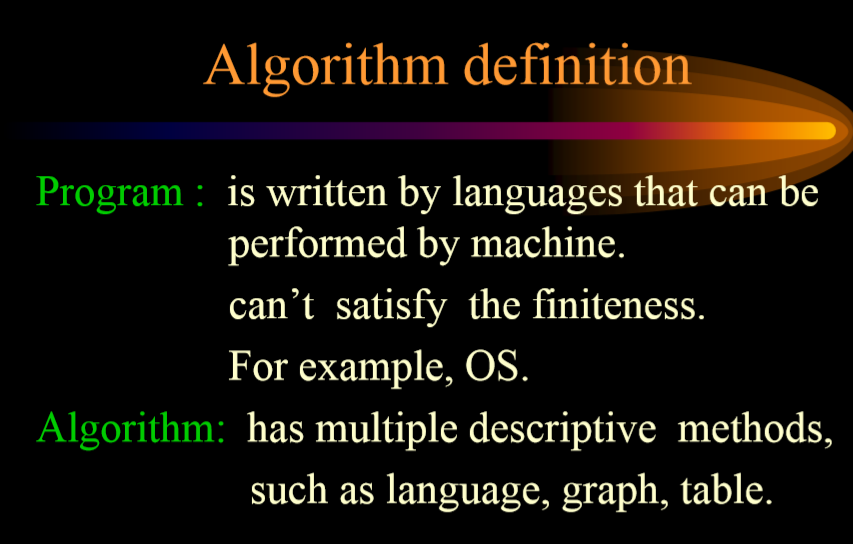 Algorithm definition
Program : is written by languages that can be
performed by machine.
can’t satisfy the finiteness.
For example, OS.
Algorithm: has multiple descriptive methods,
such as language, graph, table.